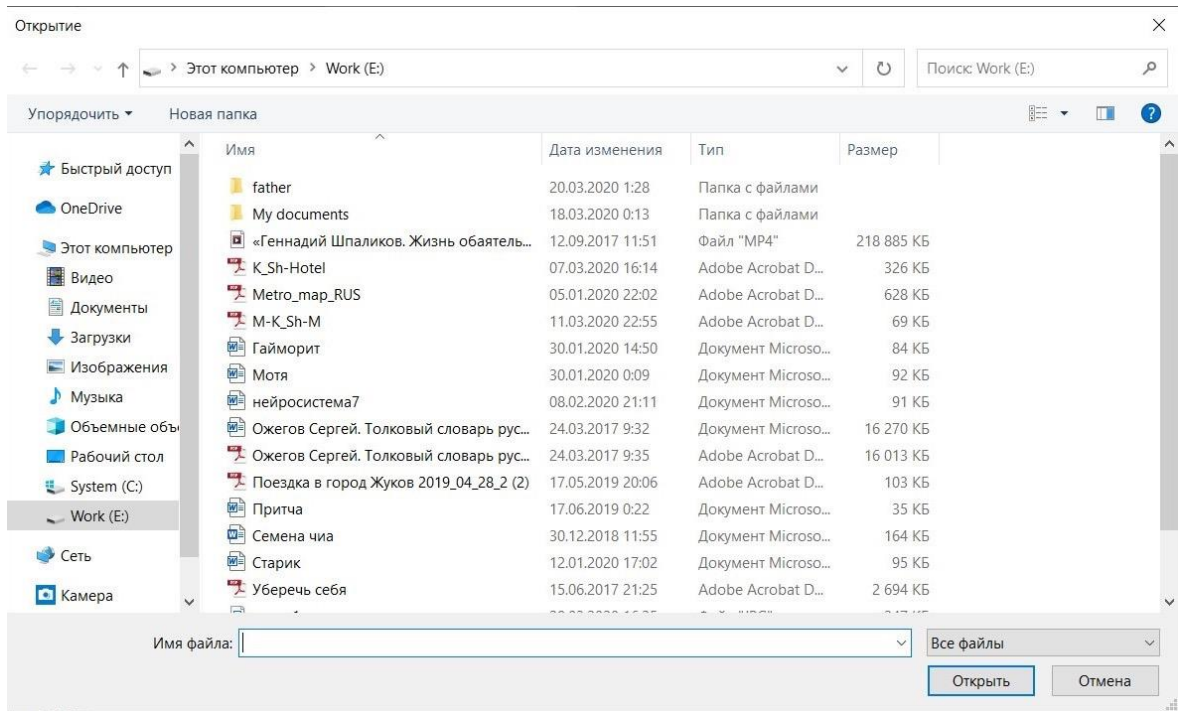 Открытие
Этот компьютер > Work (E:)
Поиск: Work (E:)
Упорядочить
Новая папка
Быстрый доступ
OneDrive
Этот компьютер
Видео
Документы
Загрузки
Изображения
Музыка
Объемные объ
Рабочий стол
System (C:)
Work (E:)
Сеть
Камера
Имя Дата изменения Тип Размер
father 20.03.2020 1:28 Папка с файлами
My documents 18.03.2020 0:13 Папка с файлами
«Геннадий Шпаликов. Жизнь обаятель... 12.09.2017 11:51 Файл "MP4" 218 885 КБ
K_Sh-Hotel 07.03.2020 16:14 Adobe Acrobat D... 326 КБ
Metro_map_RUS 05.01.2020 22:02 Adobe Acrobat D... 628 КБ
M-K_Sh-M 11.03.2020 22:55 Adobe Acrobat D... 69 КБ
Гайморит 30.01.2020 14:50 Документ Microso... 84 КБ
Мотя 30.01.2020 0:09 Документ Microso... 92 КБ
нейросистема7 08.02.2020 21:11 Документ Microso... 91 КБ
Ожегов Сергей. Толковый словарь рус... 24.03.2017 9:32 Документ Microso... 16 270 КБ
Ожегов Сергей. Толковый словарь рус... 24.03.2017 9:35 Adobe Acrobat D... 16 013 КБ
Поездка в город Жуков 2019_04_28_2 (2) 17.05.2019 20:06 Adobe Acrobat D... 103 КБ
Притча 17.06.2019 0:22 Документ Microso... 35 КБ
Семена чиа 30.12.2018 11:55 Документ Microso... 164 КБ
Старик 12.01.2020 17:02 Документ Microso... 95 КБ
Уберечь себя 15.06.2017 21:25 Adobe Acrobat D... 2 694 КБ
Имя файла:
Все файлы
Открыть
Отмена